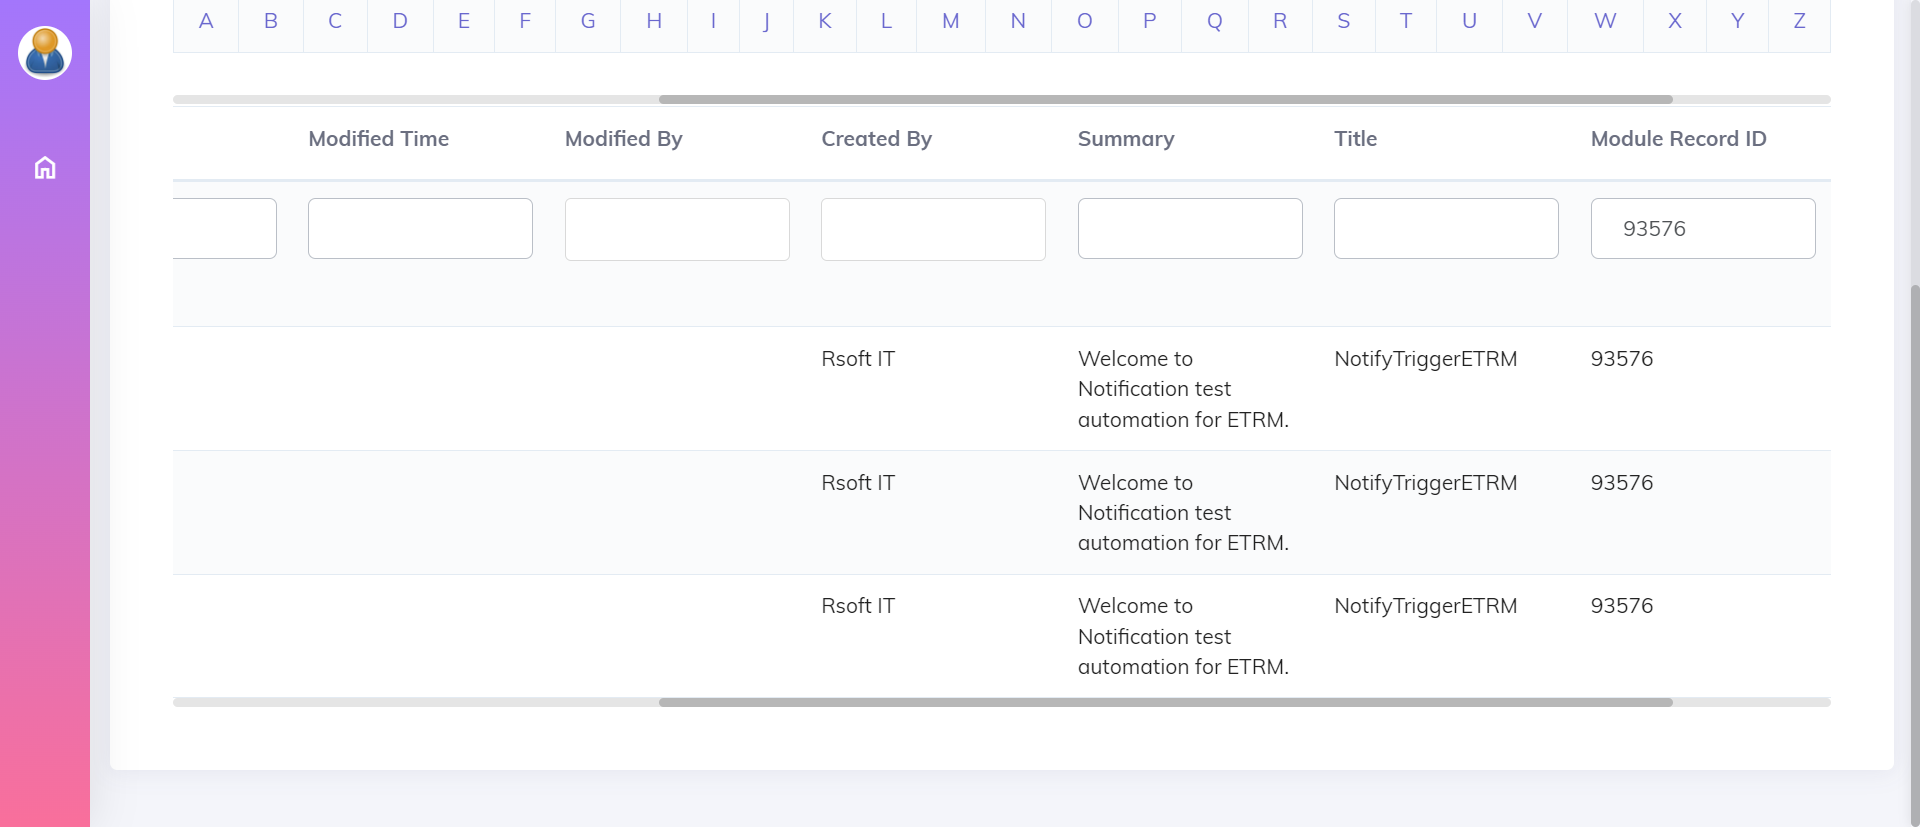 A B C D E F G H I J K L M N O P Q R S T U V W X Y Z
Modified Time Modified By Created By Summary Title Module Record ID
93576
Rsoft IT Welcome to NotifyTriggerETRM 93576
Notification test
automation for ETRM.
Rsoft IT Welcome to NotifyTriggerETRM 93576
Notification test
automation for ETRM.
Rsoft IT Welcome to NotifyTriggerETRM 93576
Notification test
automation for ETRM.